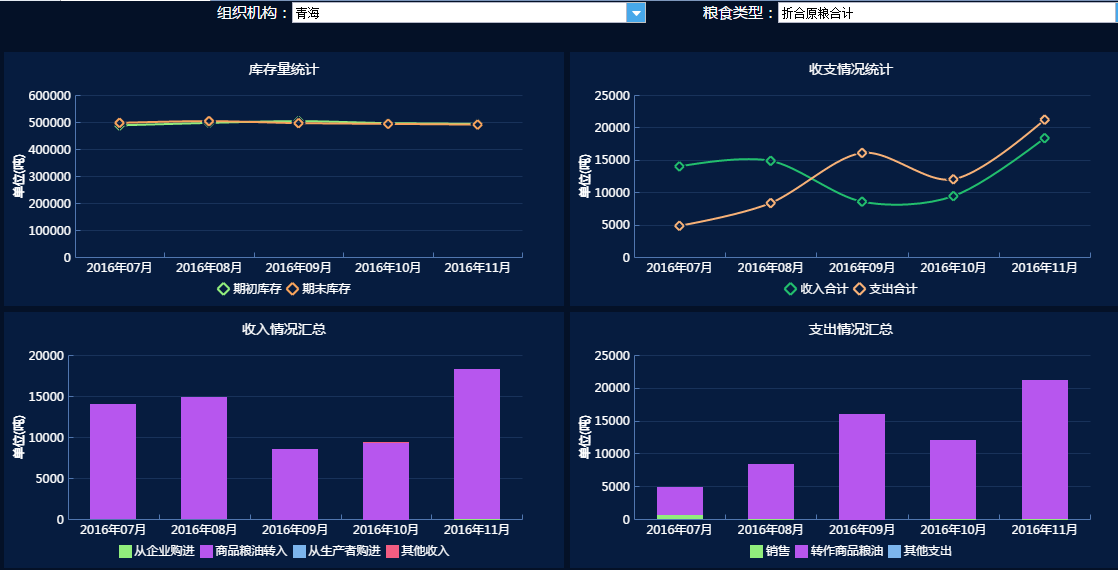 组织机构：青海 粮食类型：折合原粮合计
库存量统计
单位(吨)
600000
500000
400000
300000
200000
100000
0
2016年07月 2016年08月 2016年09月 2016年10月 2016年11月
期初库存 期末库存
收支情况统计
单位(吨)
25000
20000
15000
10000
5000
0
2016年07月 2016年08月 2016年09月 2016年10月 2016年11月
收入合计 支出合计
收入情况汇总
单位(吨)
20000
15000
10000
5000
0
2016年07月 2016年08月 2016年09月 2016年10月 2016年11月
从企业购进 商品粮油转入 从生产者购进 其他收入
支出情况汇总
单位(吨)
25000
20000
15000
10000
5000
0
2016年07月 2016年08月 2016年09月 2016年10月 2016年11月
销售 转作商品粮油 其他支出